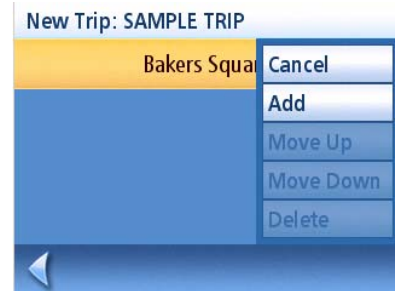 New Trip: SAMPLE TRIP
Bakers Squa
Cancel
Add
Move Up
Move Down
Delete